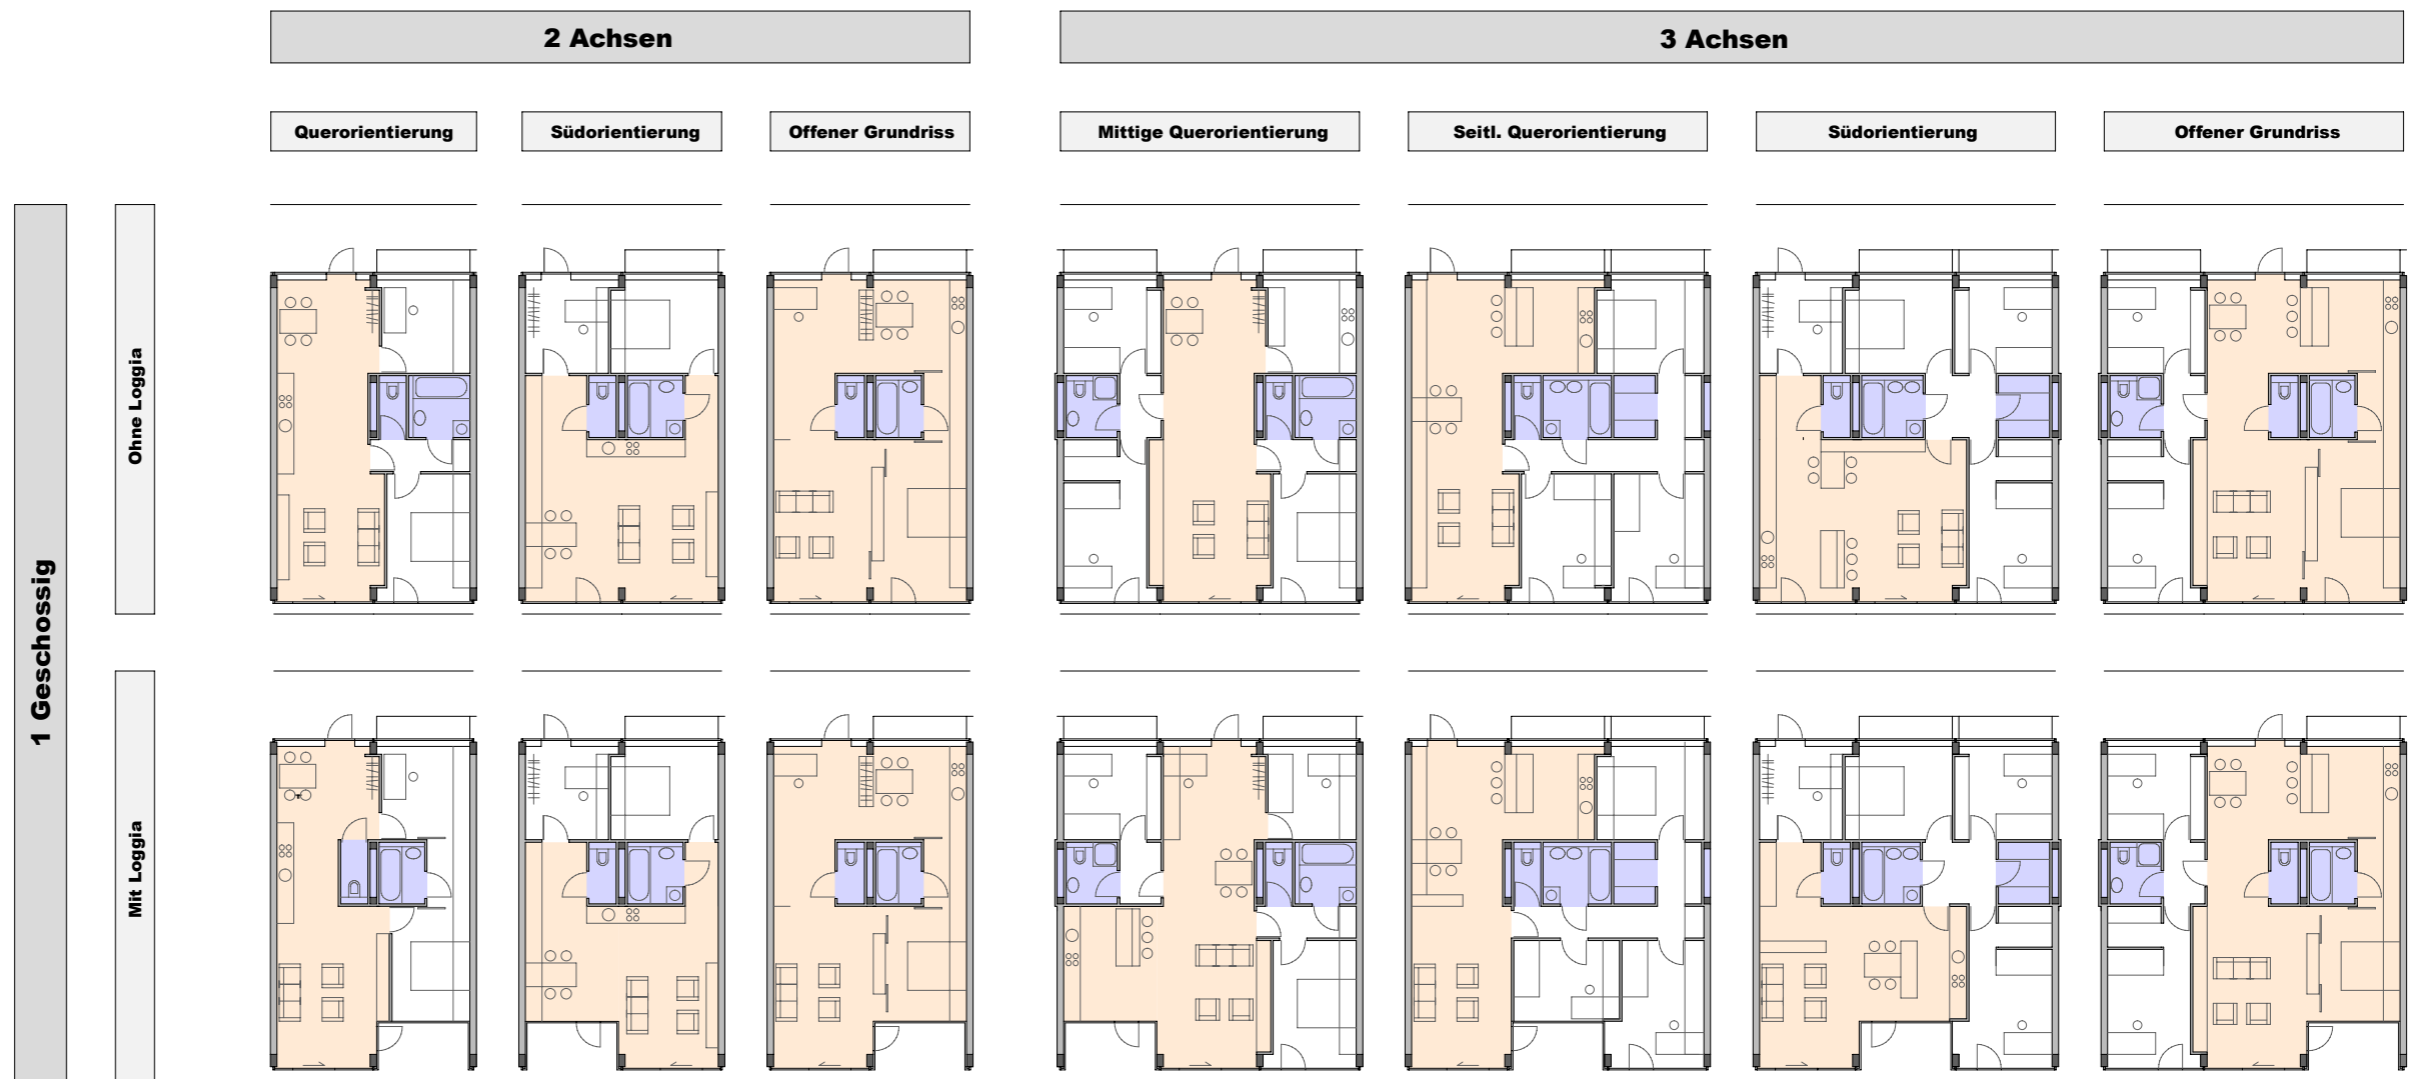 2 Achsen
3 Achsen
Querorientierung
Südorientierung
Offener Grundriss
Mittige Querorientierung
Seitl. Querorientierung
Südorientierung
Offener Grundriss
1 Geschossig
Ohne Loggia
Mit Loggia